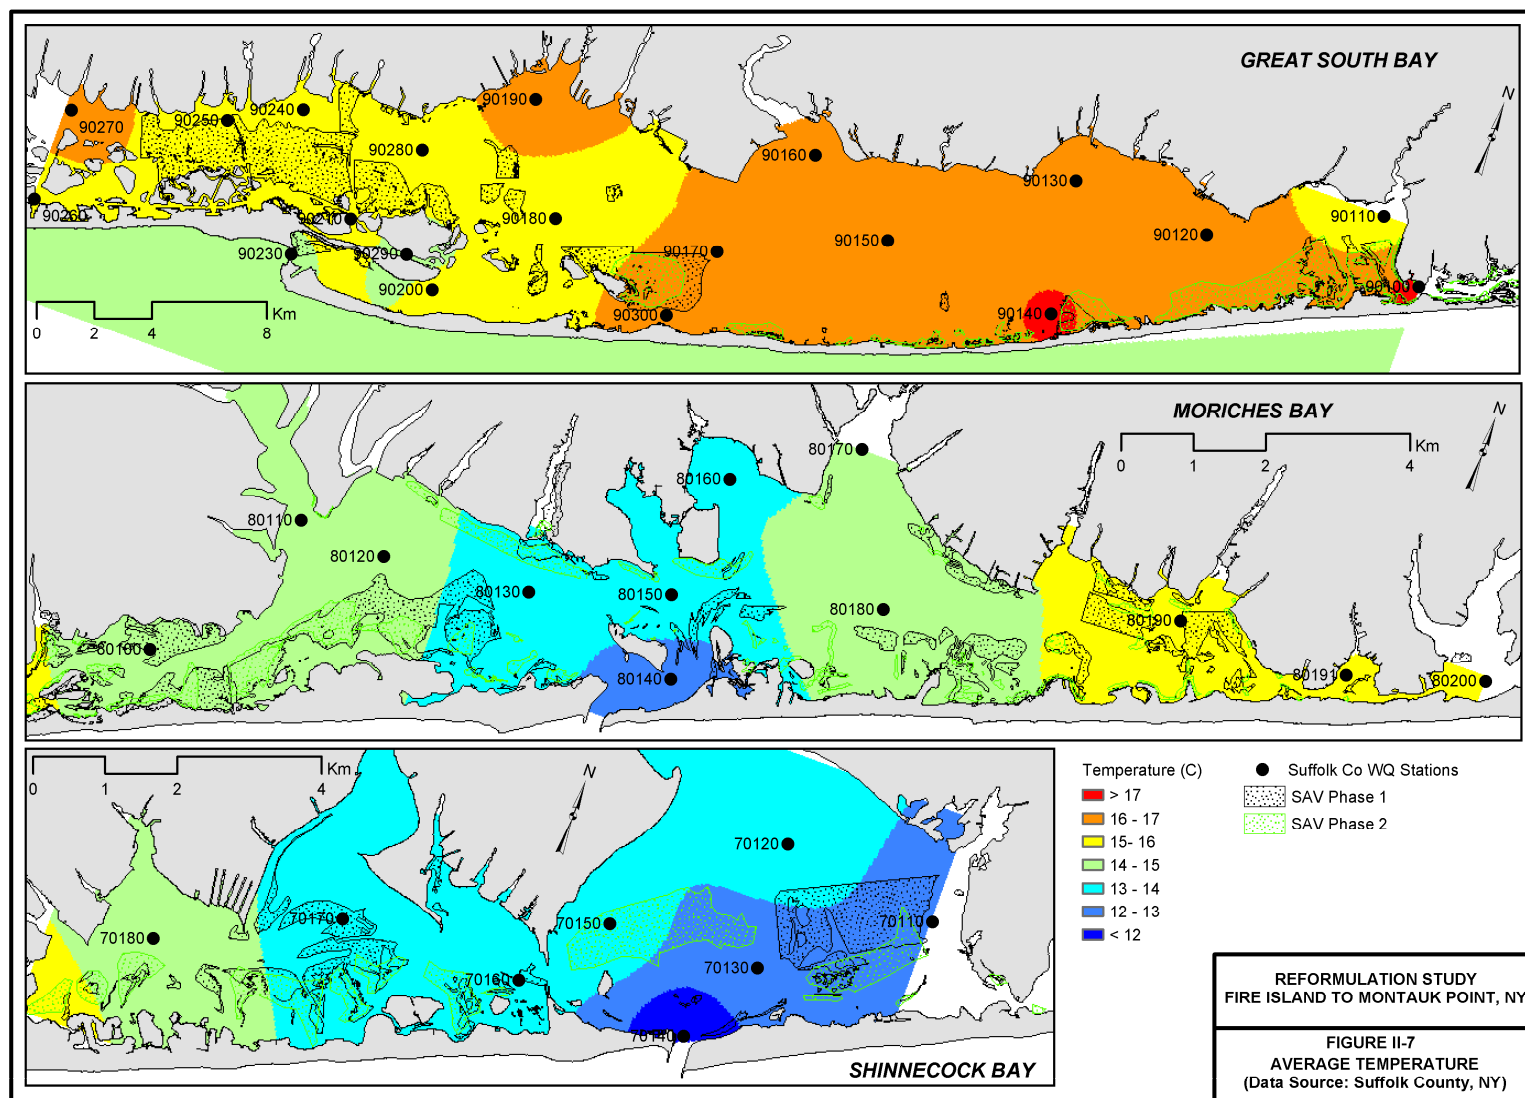 GREAT SOUTH BAY
N
90190
90240
90250
90270
90280
90160
90130
90110
90260
90210
90180
90230
90290
90170
90150
90120
90200
90300
90140
90100
0 2 4 8 Km
MORICHES BAY
N
Km
0 1 2 4
80170
80160
80110
80120
80130
80150
80180
80190
80100
80140
80191
80200
Km
0 1 2 4
N
70120
70170
70150
70110
70180
70130
70160
70140
SHINNECOCK BAY
Temperature (C)
> 17
16 - 17
15- 16
14 - 15
13 - 14
12 - 13
< 12
Suffolk Co WQ Stations
SAV Phase 1
SAV Phase 2
REFORMULATION STUDY
FIRE ISLAND TO MONTAUK POINT, NY
FIGURE II-7
AVERAGE TEMPERATURE
(Data Source: Suffolk County, NY)